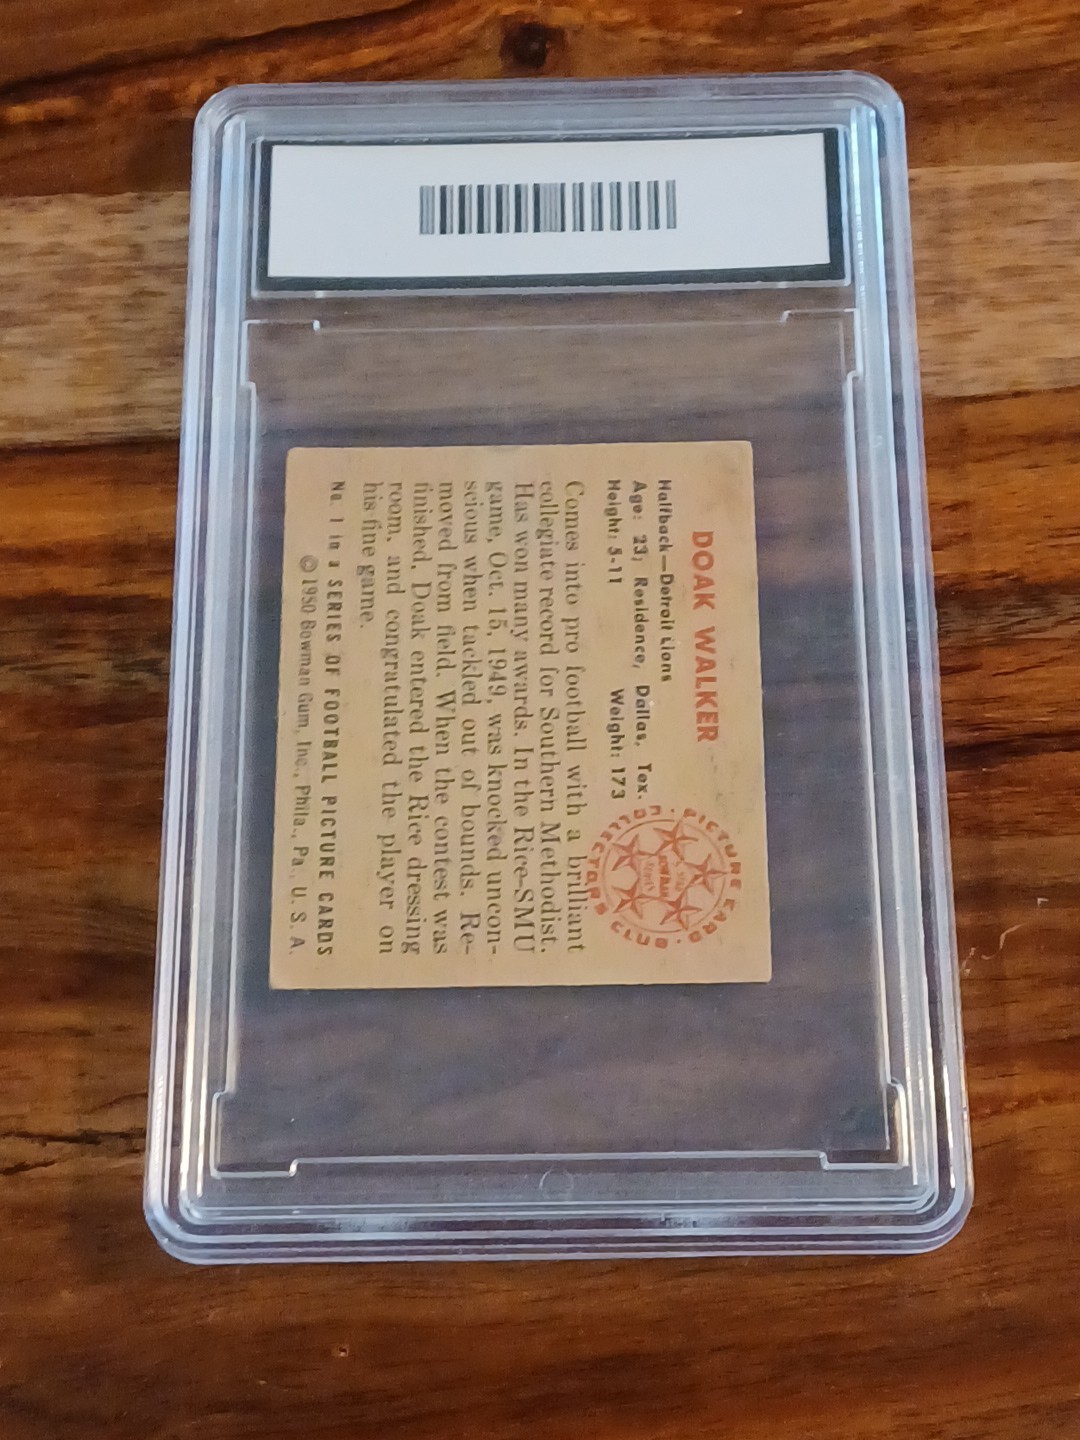 DOAK WALKER
Halfback—Detroit Lions
Age: 23; Residence, Dallas, Tex.
Height: 5-11 Weight: 173
Comes into pro football with a brilliant
collegiate record for Southern Methodist.
Has won many awards. In the Rice-SMU
game, Oct. 15, 1949, was knocked uncon-
scious when tackled out of bounds. Re-
moved from field. When the contest was
finished, Doak entered the Rice dressing
room, and congratulated the player on
his fine game.
No. 1 in a SERIES OF FOOTBALL PICTURE CARDS
©1950 Bowman Gum, Inc., Phila., Pa., U. S. A.
PICTURE CARD COLLECTOR'S CLUB